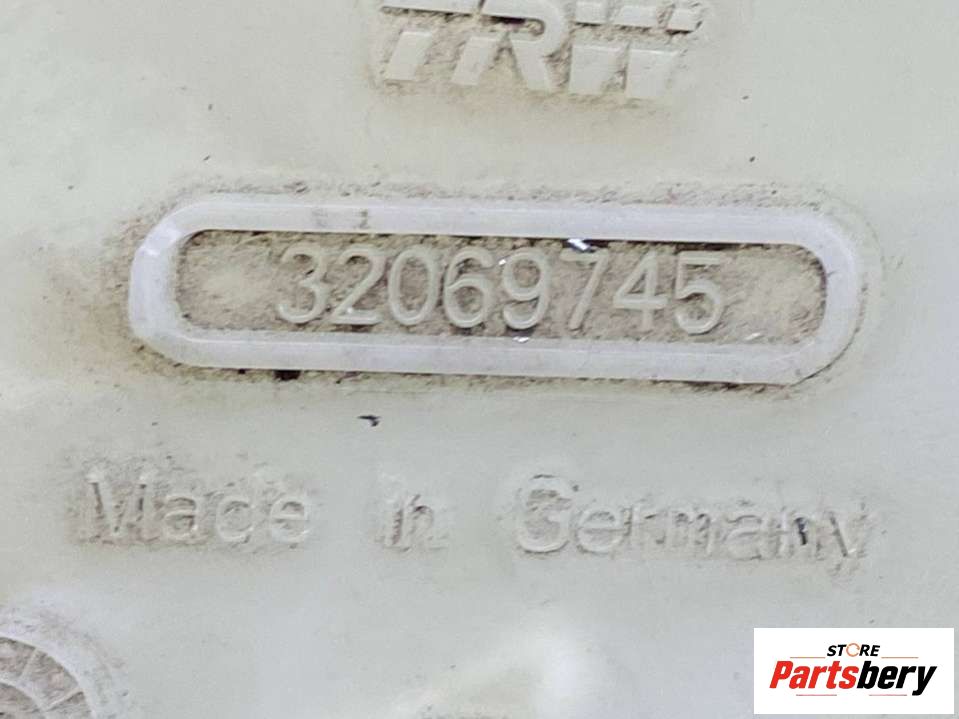 TRW
32069745
Made in Germany
STORE
Partsbery